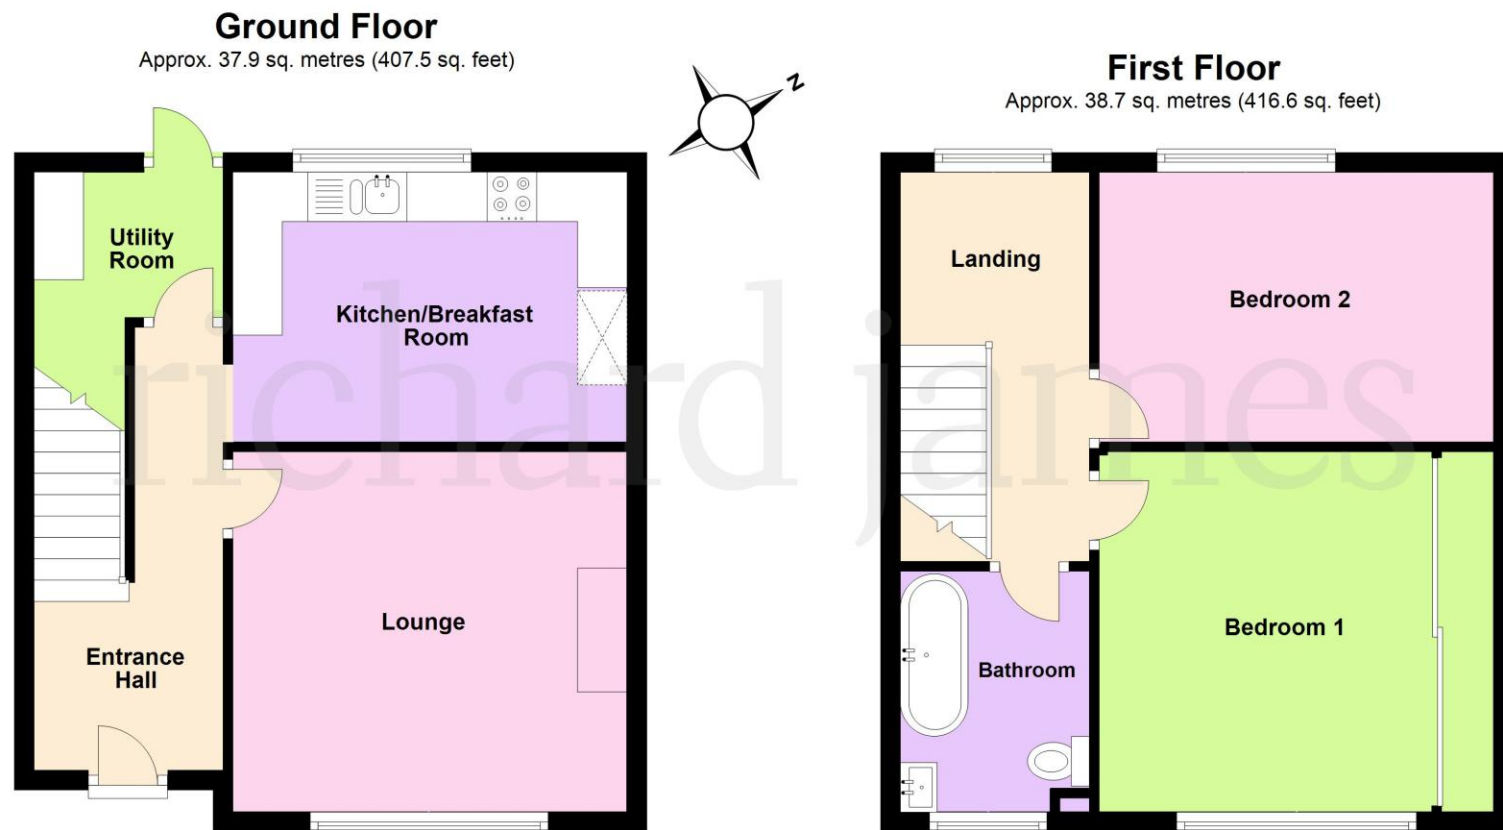 Ground Floor
Approx. 37.9 sq. metres (407.5 sq. feet)
N
First Floor
Approx. 38.7 sq. metres (416.6 sq. feet)
Utility
Room
Kitchen/Breakfast
Room
Lounge
Entrance
Hall
Landing
Bedroom 2
Bedroom 1
Bathroom
richard james